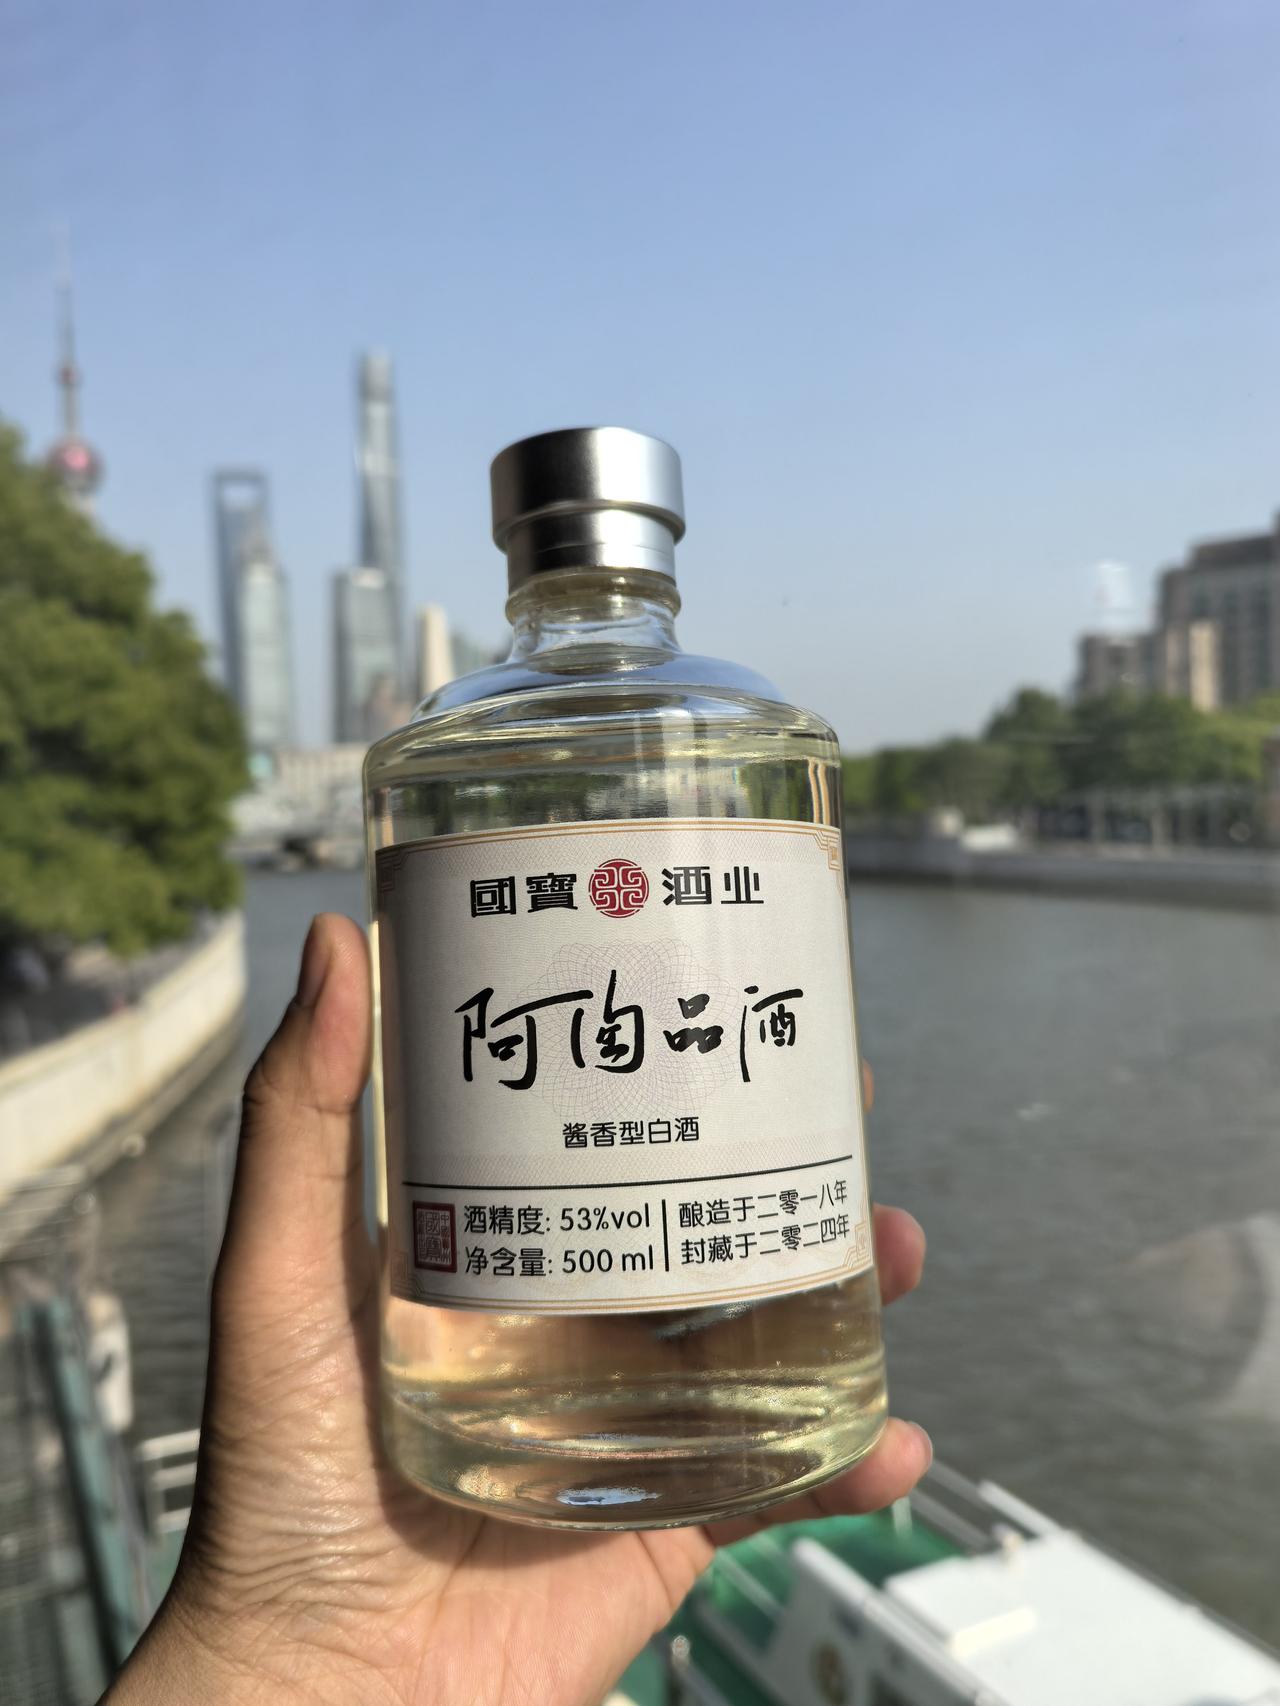 國寶酒业
阿陶品酒
酱香型白酒
酒精度: 53%vol
净含量: 500 ml
酿造于二零一八年
封藏于二零二四年